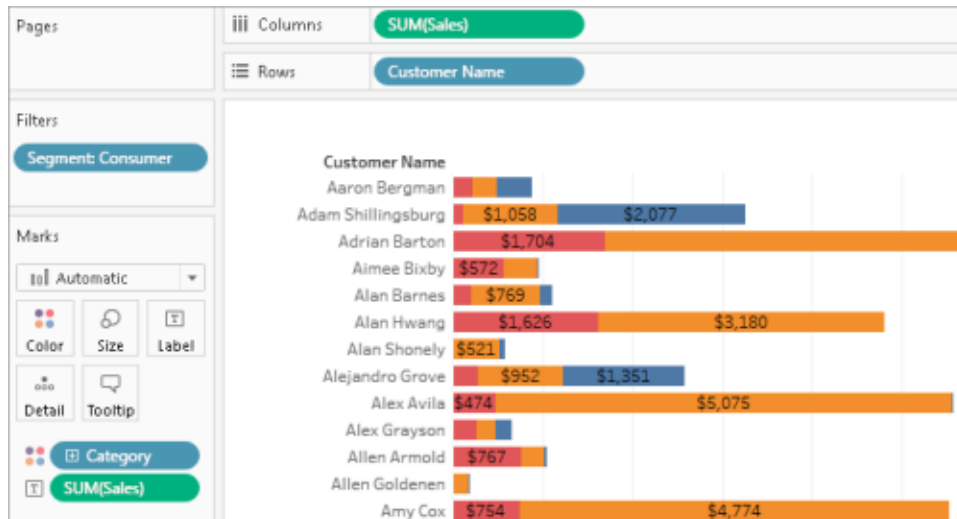 Pages
Columns SUM(Sales)
Rows Customer Name
Filters
Segment: Consumer
Marks
Automatic
Color Size Label
Detail Tooltip
Category
SUM(Sales)
Customer Name
Aaron Bergman
Adam Shillingsburg $1,058 $2,077
Adrian Barton $1,704
Aimee Bixby $572
Alan Barnes $769
Alan Hwang $1,626 $3,180
Alan Shonely $521
Alejandro Grove $952 $1,351
Alex Avila $474 $5,075
Alex Grayson
Allen Armold $767
Allen Goldenen
Amy Cox $754 $4,774